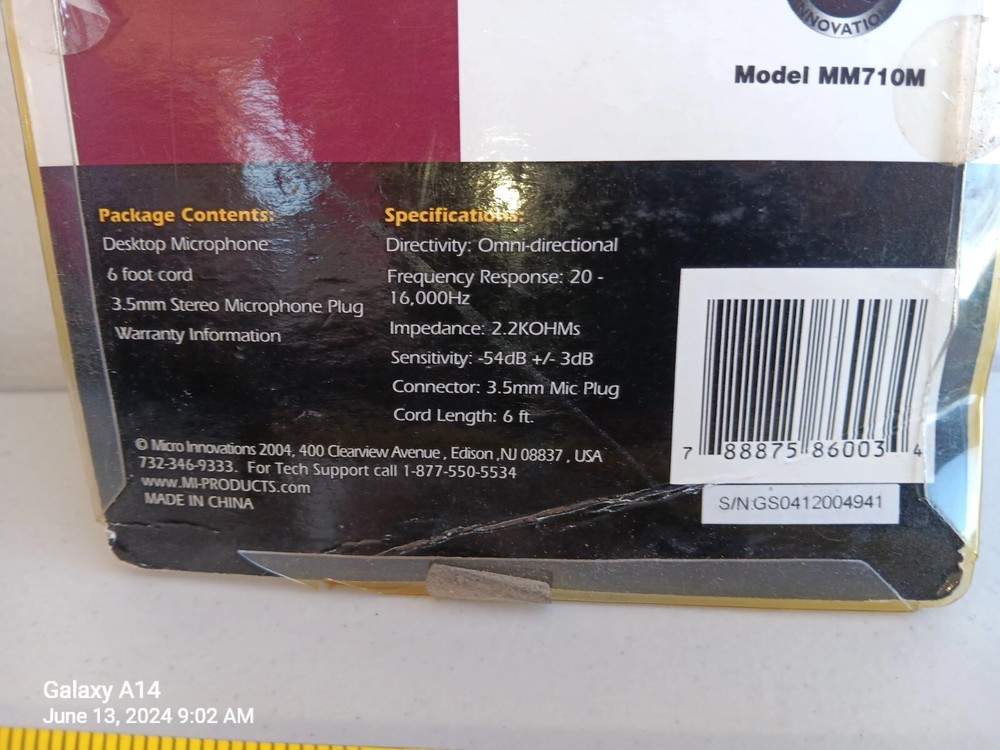 INNOVATIO
Model MM710M
Package Contents:
Desktop Microphone
6 foot cord
3.5mm Stereo Microphone Plug
Warranty Information
Specifications:
Directivity: Omni-directional
Frequency Response: 20 -
16,000Hz
Impedance: 2.2KOHMs
Sensitivity: -54dB +/- 3dB
Connector: 3.5mm Mic Plug
Cord Length: 6 ft.
© Micro Innovations 2004, 400 Clearview Avenue , Edison ,NJ 08837 , USA
732-346-9333. For Tech Support call 1-877-550-5534
www.MI-PRODUCTS.com
MADE IN CHINA
7 88875 86003 4
S/N:GS0412004941
Galaxy A14
June 13, 2024 9:02 AM